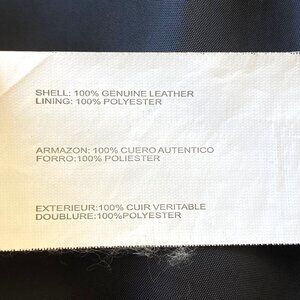 SHELL: 100% GENUINE LEATHER
LINING: 100% POLYESTER
ARMAZON: 100% CUERO AUTENTICO
FORRO:100% POLIESTER
EXTERIEUR:100% CUIR VERITABLE
DOUBLURE:100%POLYESTER